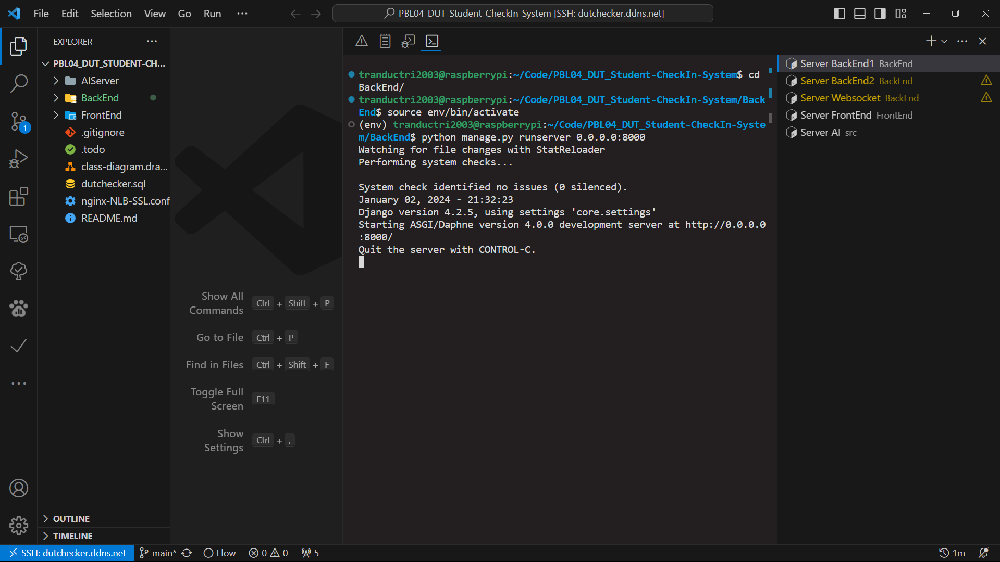 File Edit Selection View Go Run
PBL04_DUT_Student-CheckIn-System [SSH: dutchecker.ddns.net]
EXPLORER
PBL04_DUT_STUDENT-CH...
AIServer
BackEnd
FrontEnd
.gitignore
.todo
class-diagram.dra...
dutchecker.sql
nginx-NLB-SSL.conf
README.md
OUTLINE
TIMELINE
1
Show All
Commands
Ctrl + Shift + P
Go to File
Ctrl + P
Find in Files
Ctrl + Shift + F
Toggle Full
Screen
F11
Show
Settings
Ctrl + ,
tranductri2003@raspberrypi:~/Code/PBL04_DUT_Student-CheckIn-System$ cd
BackEnd/
tranductri2003@raspberrypi:~/Code/PBL04_DUT_Student-CheckIn-System/Back
End$ source env/bin/activate
(env) tranductri2003@raspberrypi:~/Code/PBL04_DUT_Student-CheckIn-Syste
m/BackEnd$ python manage.py runserver 0.0.0.0:8000
Watching for file changes with StatReloader
Performing system checks...
System check identified no issues (0 silenced).
January 02, 2024 - 21:32:23
Django version 4.2.5, using settings 'core.settings'
Starting ASGI/Daphne version 4.0.0 development server at http://0.0.0.0
:8000/
Quit the server with CONTROL-C.
Server BackEnd1 BackEnd
Server BackEnd2 BackEnd
Server Websocket BackEnd
Server FrontEnd FrontEnd
Server AI src
SSH: dutchecker.ddns.net main* Flow 0 0 5 1m